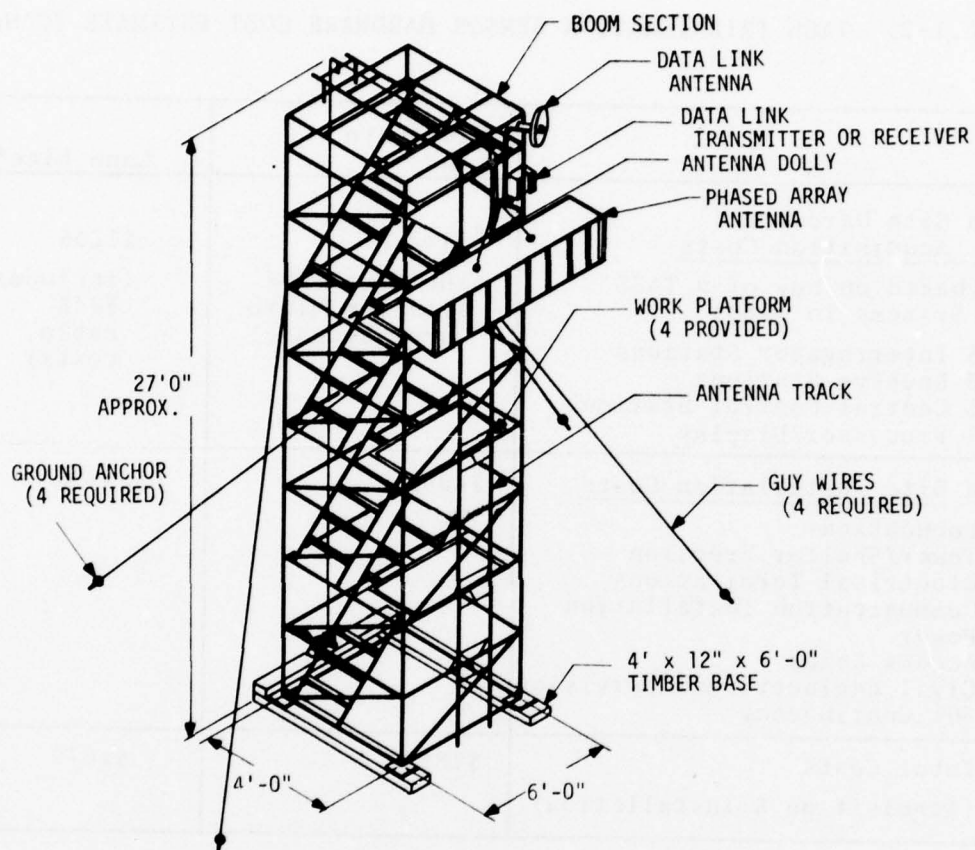 BOOM SECTION
DATA LINK
ANTENNA
DATA LINK
TRANSMITTER OR RECEIVER
ANTENNA DOLLY
PHASED ARRAY
ANTENNA
WORK PLATFORM
(4 PROVIDED)
ANTENNA TRACK
27'0"
APPROX.
GROUND ANCHOR
(4 REQUIRED)
GUY WIRES
(4 REQUIRED)
4' x 12" x 6'-0"
TIMBER BASE
4'-0"
6'-0"